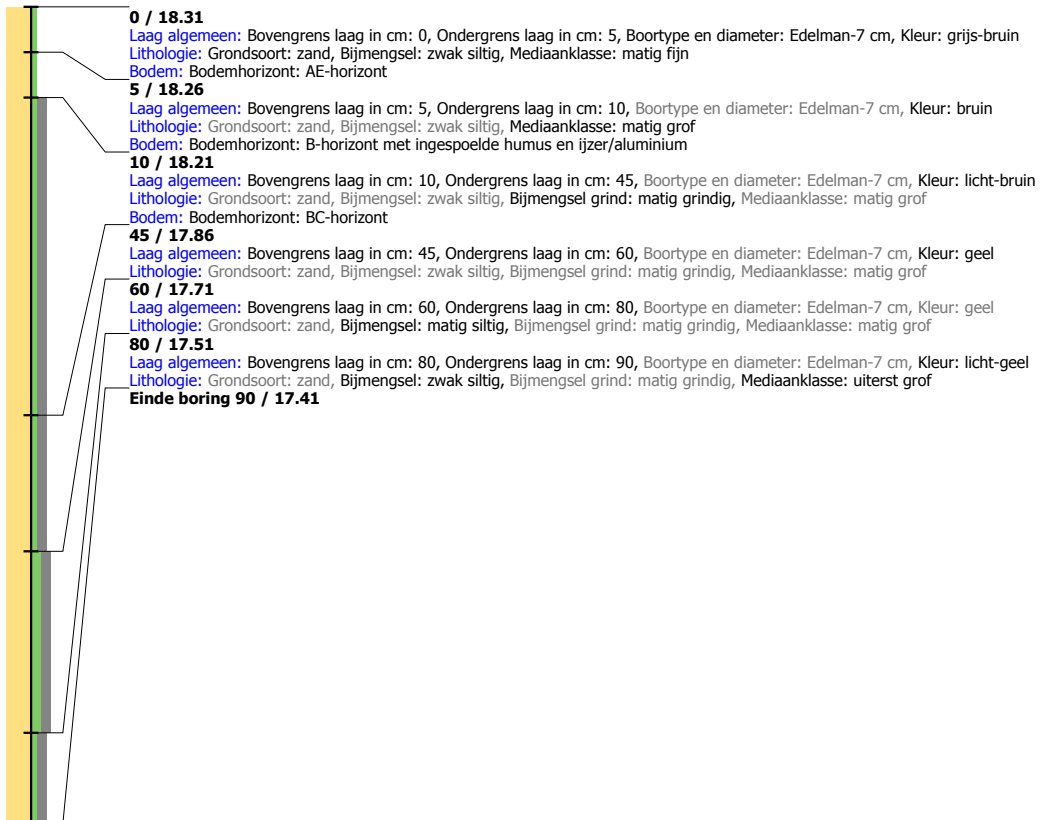 0 / 18.31
Laag algemeen: Bovengrens laag in cm: 0, Ondergrens laag in cm: 5, Boortype en diameter: Edelman-7 cm, Kleur: grijs-bruin
Lithologie: Grondsoort: zand, Bijmengsel: zwak siltig, Mediaanklasse: matig fijn
Bodem: Bodemhorizont: AE-horizont
5 / 18.26
Laag algemeen: Bovengrens laag in cm: 5, Ondergrens laag in cm: 10, Boortype en diameter: Edelman-7 cm, Kleur: bruin
Lithologie: Grondsoort: zand, Bijmengsel: zwak siltig, Mediaanklasse: matig grof
Bodem: Bodemhorizont: B-horizont met ingespoelde humus en ijzer/aluminium
10 / 18.21
Laag algemeen: Bovengrens laag in cm: 10, Ondergrens laag in cm: 45, Boortype en diameter: Edelman-7 cm, Kleur: licht-bruin
Lithologie: Grondsoort: zand, Bijmengsel: zwak siltig, Bijmengsel grind: matig grindig, Mediaanklasse: matig grof
Bodem: Bodemhorizont: BC-horizont
45 / 17.86
Laag algemeen: Bovengrens laag in cm: 45, Ondergrens laag in cm: 60, Boortype en diameter: Edelman-7 cm, Kleur: geel
Lithologie: Grondsoort: zand, Bijmengsel: zwak siltig, Bijmengsel grind: matig grindig, Mediaanklasse: matig grof
60 / 17.71
Laag algemeen: Bovengrens laag in cm: 60, Ondergrens laag in cm: 80, Boortype en diameter: Edelman-7 cm, Kleur: geel
Lithologie: Grondsoort: zand, Bijmengsel: matig siltig, Bijmengsel grind: matig grindig, Mediaanklasse: matig grof
80 / 17.51
Laag algemeen: Bovengrens laag in cm: 80, Ondergrens laag in cm: 90, Boortype en diameter: Edelman-7 cm, Kleur: licht-geel
Lithologie: Grondsoort: zand, Bijmengsel: zwak siltig, Bijmengsel grind: matig grindig, Mediaanklasse: uiterst grof
Einde boring 90 / 17.41